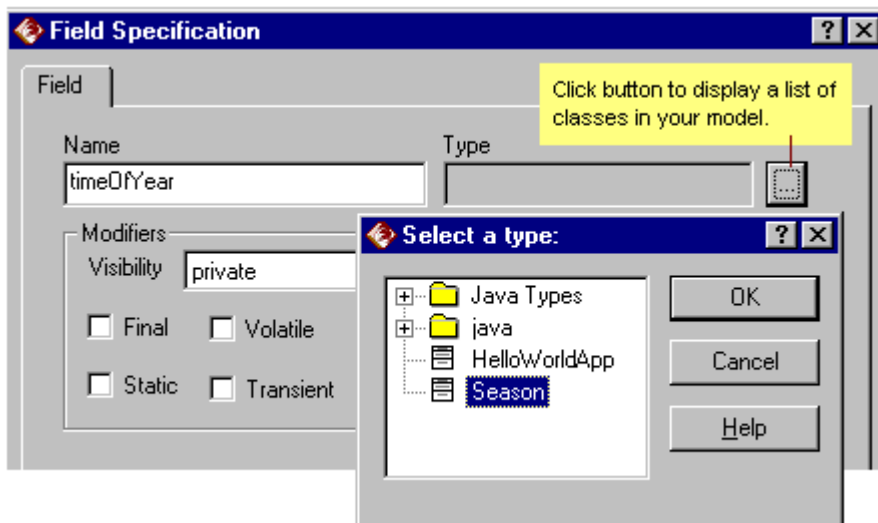 Field Specification
Field
Click button to display a list of
classes in your model.
Name
Type
timeOfYear
...
Modifiers
Visibility
private
Final
Volatile
Static
Transient
Select a type:
Java Types
java
HelloWorldApp
Season
OK
Cancel
Help